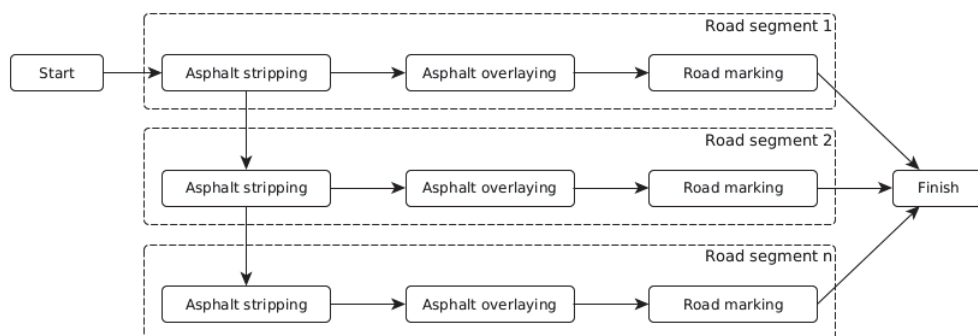 Road segment 1
Start
Asphalt stripping
Asphalt overlaying
Road marking
Road segment 2
Asphalt stripping
Asphalt overlaying
Road marking
Finish
Road segment n
Asphalt stripping
Asphalt overlaying
Road marking